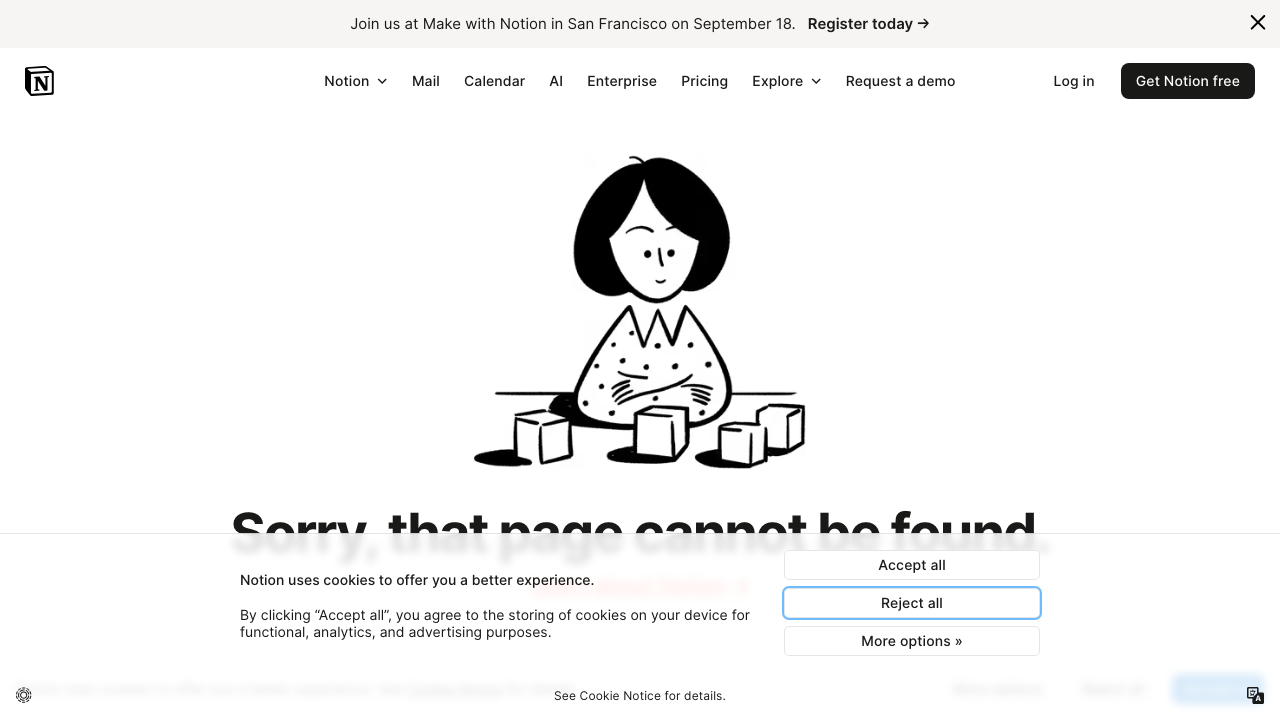 Join us at Make with Notion in San Francisco on September 18. Register today →
Notion Mail Calendar AI Enterprise Pricing Explore Request a demo Log in Get Notion free
Sorry, that page cannot be found.
Notion uses cookies to offer you a better experience.
By clicking “Accept all”, you agree to the storing of cookies on your device for
functional, analytics, and advertising purposes.
Accept all
Reject all
More options »
See Cookie Notice for details.